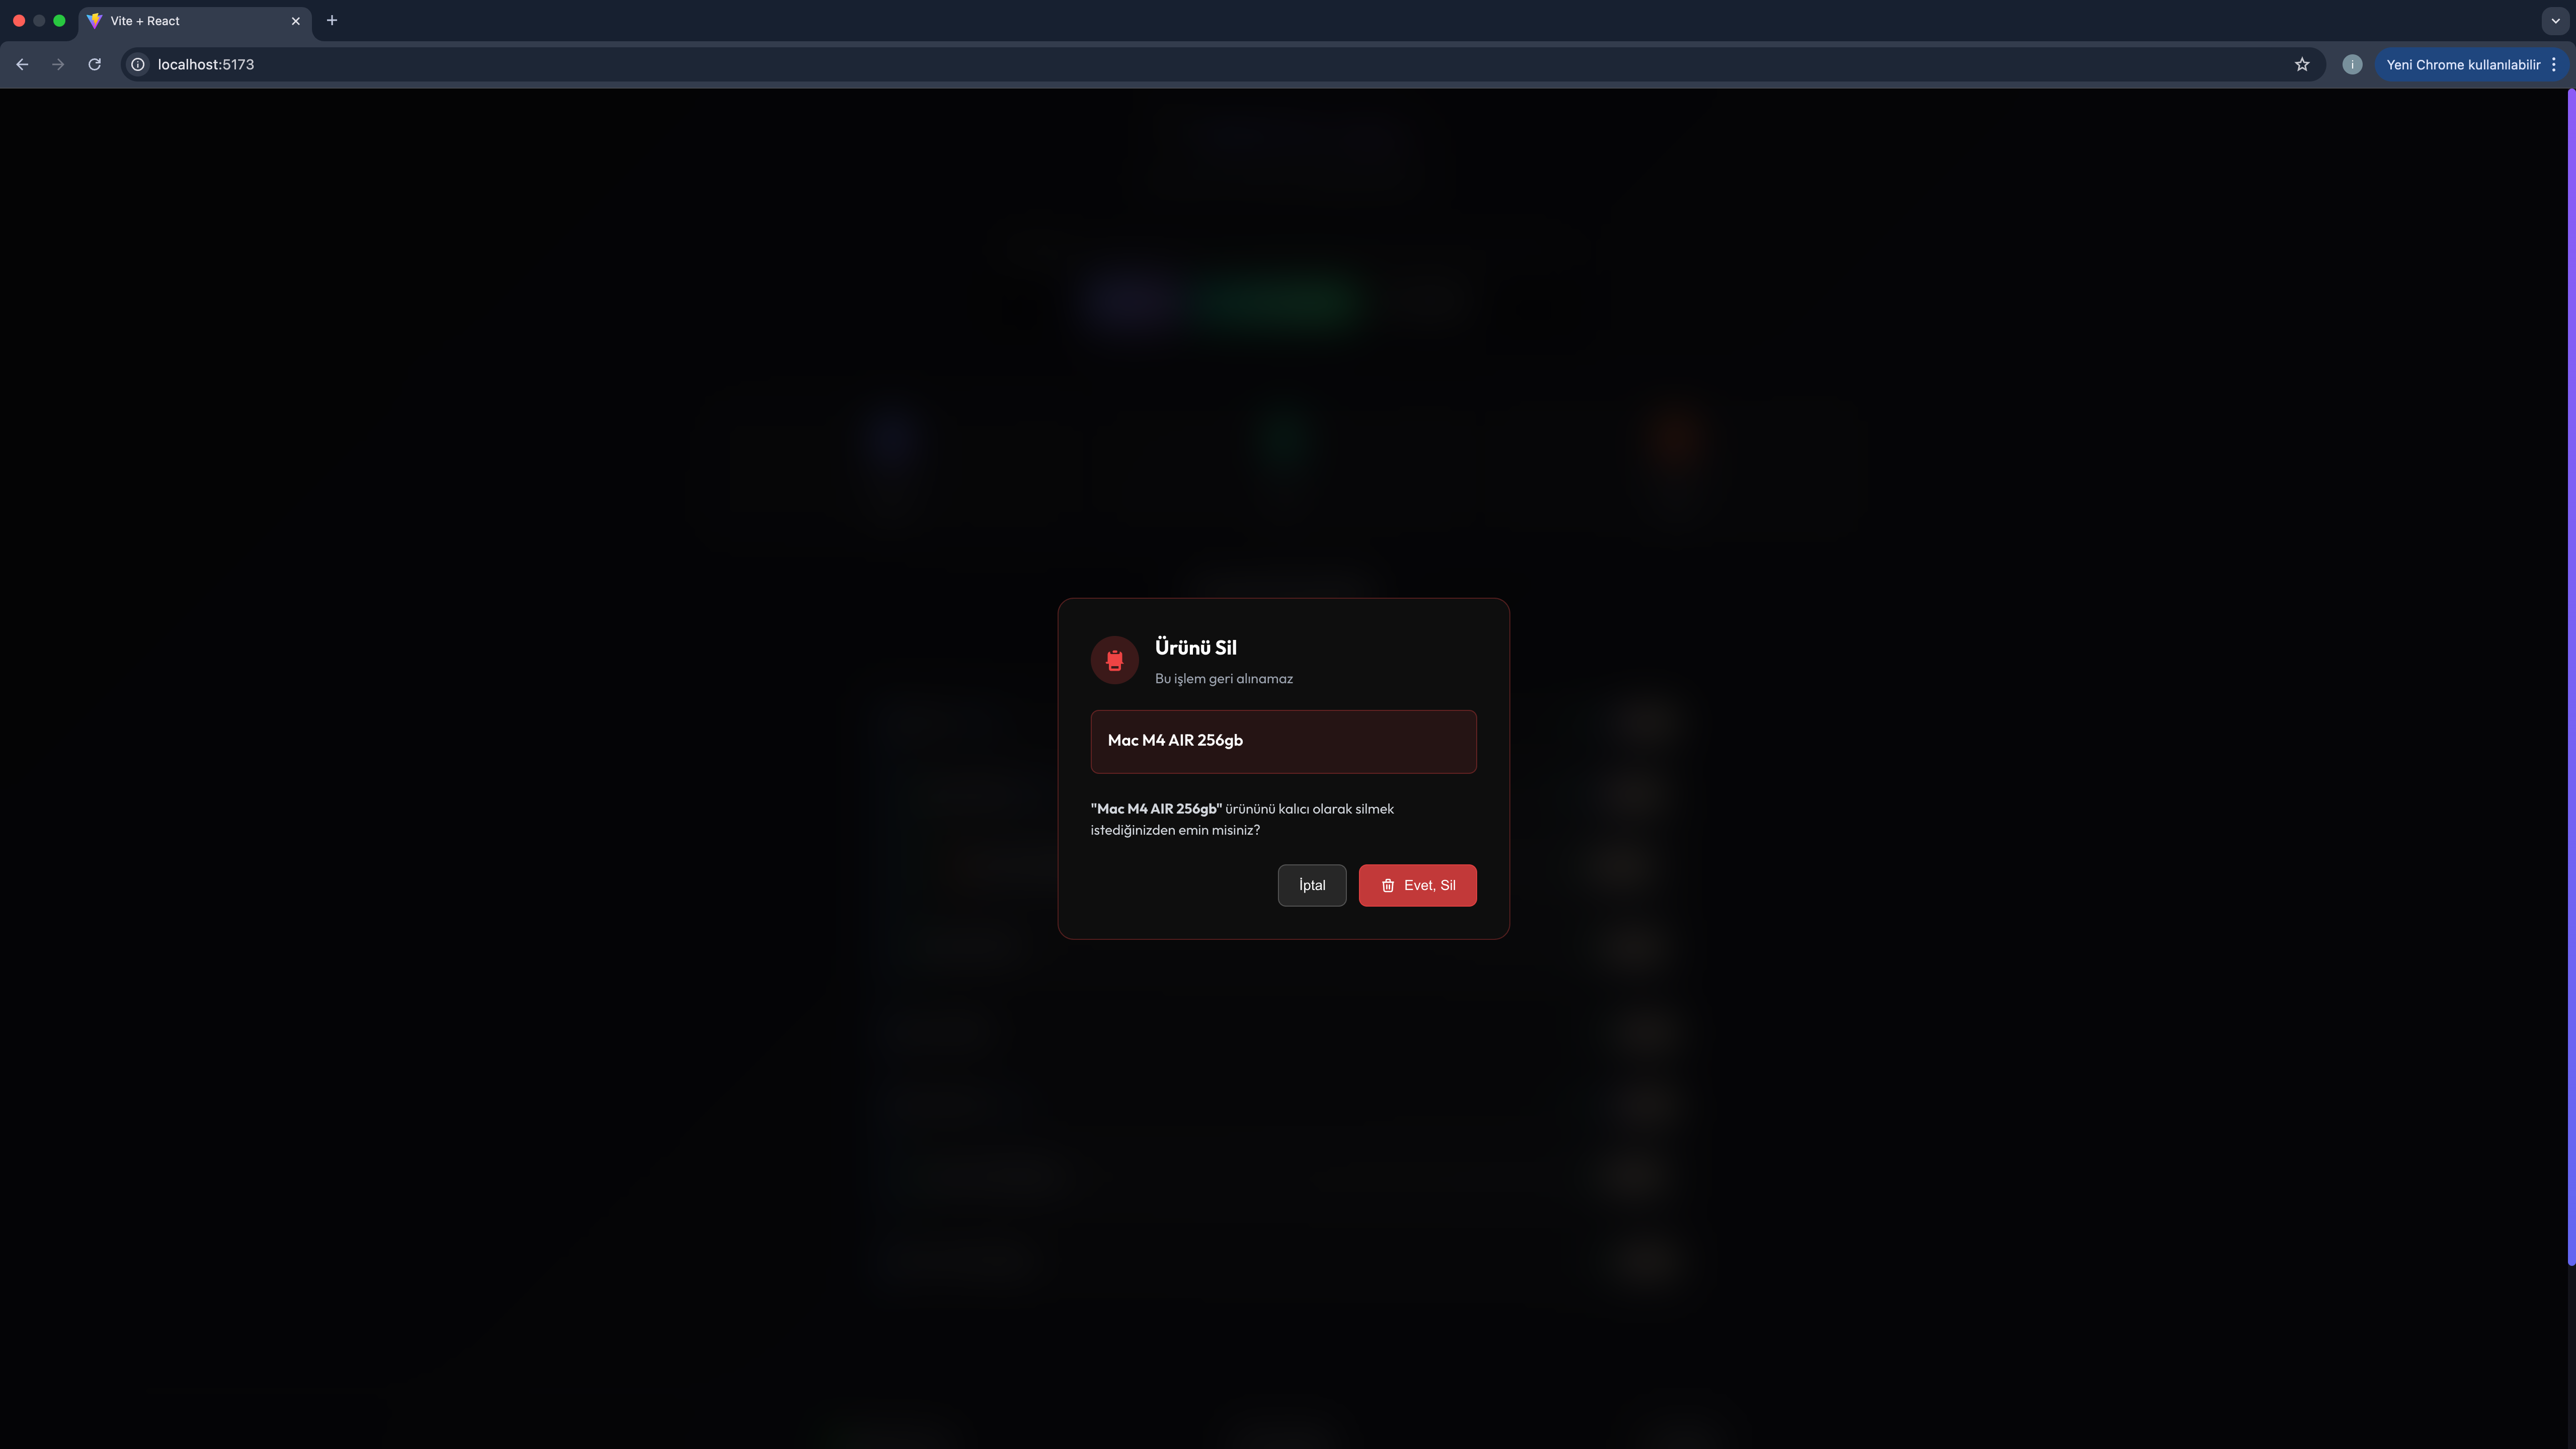 Vite + React
localhost:5173
Yeni Chrome kullanılabilir
Ürünü Sil
Bu işlem geri alınamaz
Mac M4 AIR 256gb
"Mac M4 AIR 256gb" ürününü kalıcı olarak silmek
istediğinizden emin misiniz?
İptal
Evet, Sil